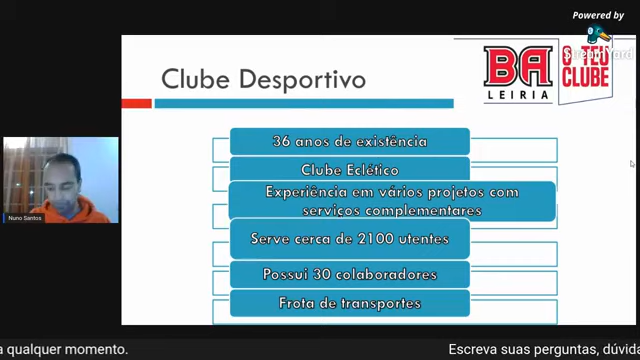 Powered by
StreamYard
Clube Desportivo
BA
LEIRIA
O TEU
CLUBE
36 anos de existência
Clube Eclético
Experiência em vários projetos com
serviços complementares
Serve cerca de 2100 utentes
Possui 30 colaboradores
Frota de transportes
Nuno Santos
a qualquer momento.
Escreva suas perguntas, dúvida